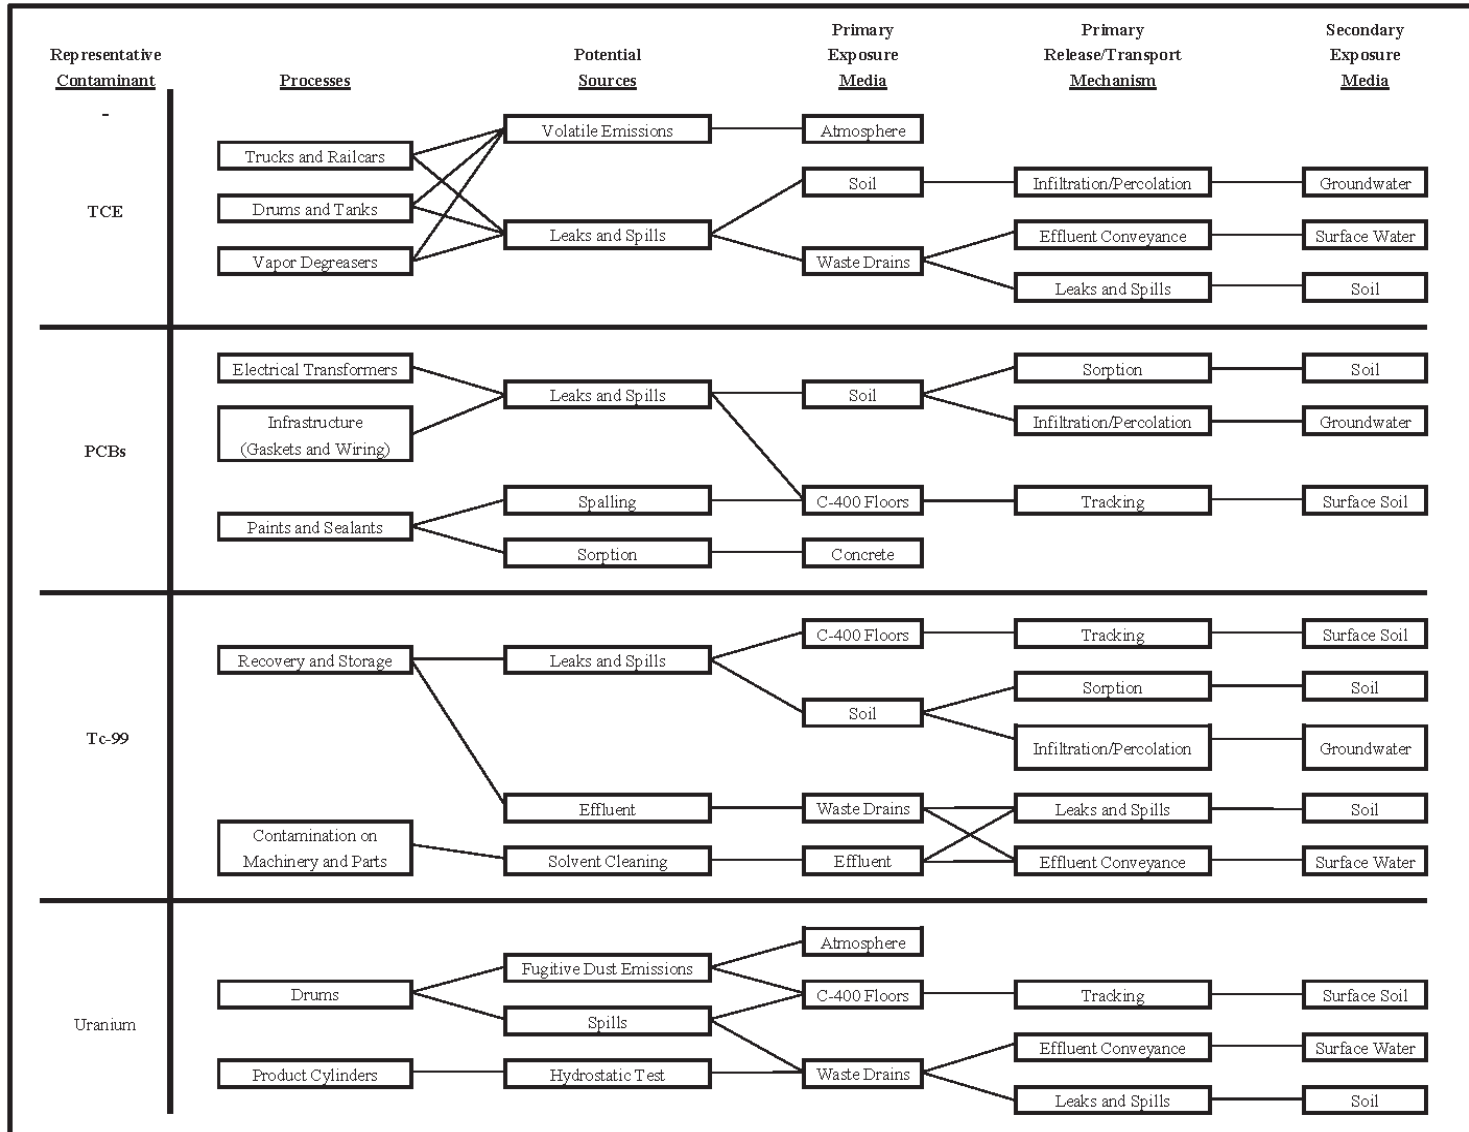 Representative
Contaminant
Processes
Potential
Sources
Primary
Exposure
Media
Primary
Release/Transport
Mechanism
Secondary
Exposure
Media
-
TCE
Trucks and Railcars
Drums and Tanks
Vapor Degreasers
Volatile Emissions
Leaks and Spills
Atmosphere
Soil
Waste Drains
Infiltration/Percolation
Effluent Conveyance
Leaks and Spills
Groundwater
Surface Water
Soil
PCBs
Electrical Transformers
Infrastructure
(Gaskets and Wiring)
Paints and Sealants
Leaks and Spills
Spalling
Sorption
Soil
C-400 Floors
Concrete
Sorption
Infiltration/Percolation
Tracking
Soil
Groundwater
Surface Soil
Tc-99
Recovery and Storage
Contamination on
Machinery and Parts
Leaks and Spills
Effluent
Solvent Cleaning
C-400 Floors
Soil
Waste Drains
Effluent
Tracking
Sorption
Infiltration/Percolation
Leaks and Spills
Effluent Conveyance
Surface Soil
Soil
Groundwater
Soil
Surface Water
Uranium
Drums
Product Cylinders
Fugitive Dust Emissions
Spills
Hydrostatic Test
Atmosphere
C-400 Floors
Waste Drains
Tracking
Effluent Conveyance
Leaks and Spills
Surface Soil
Surface Water
Soil